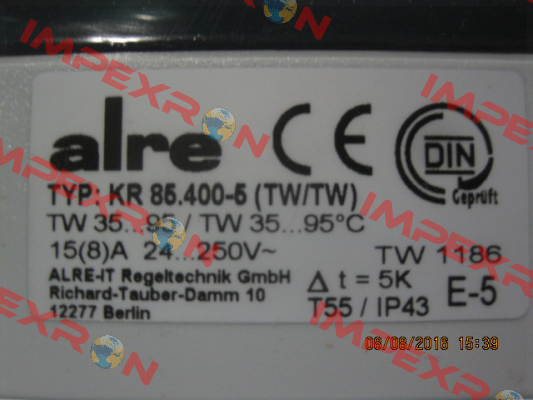 alre CE DIN Geprüft
TYP: KR 85.400-5 (TW/TW)
TW 35...95 / TW 35...95°C
15(8)A 24...250V~ TW 1186
ALRE-IT Regeltechnik GmbH
Richard-Tauber-Damm 10
12277 Berlin
Δ t = 5K
T55 / IP43 E-5
06/06/2016 15:39
IMPEXRON
IMPEXRON
IMPEXRON
IMPEXRON
IMPEXRON